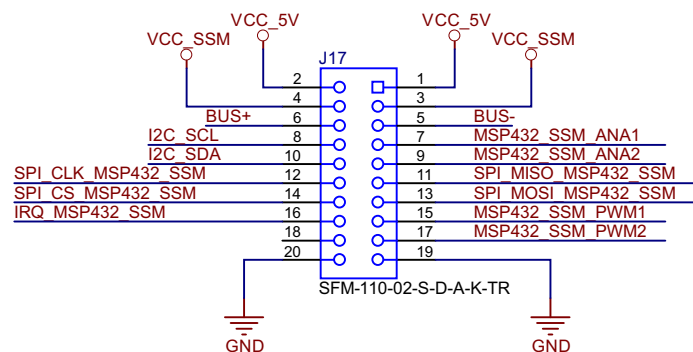 VCC_5V VCC_5V
VCC_SSM VCC_SSM
J17
2 1
4 3
BUS+ 6 5 BUS-
I2C_SCL 8 7 MSP432_SSM_ANA1
I2C_SDA 10 9 MSP432_SSM_ANA2
SPI_CLK_MSP432_SSM 12 11 SPI_MISO_MSP432_SSM
SPI_CS_MSP432_SSM 14 13 SPI_MOSI_MSP432_SSM
IRQ_MSP432_SSM 16 15 MSP432_SSM_PWM1
18 17 MSP432_SSM_PWM2
20 19
SFM-110-02-S-D-A-K-TR
GND GND